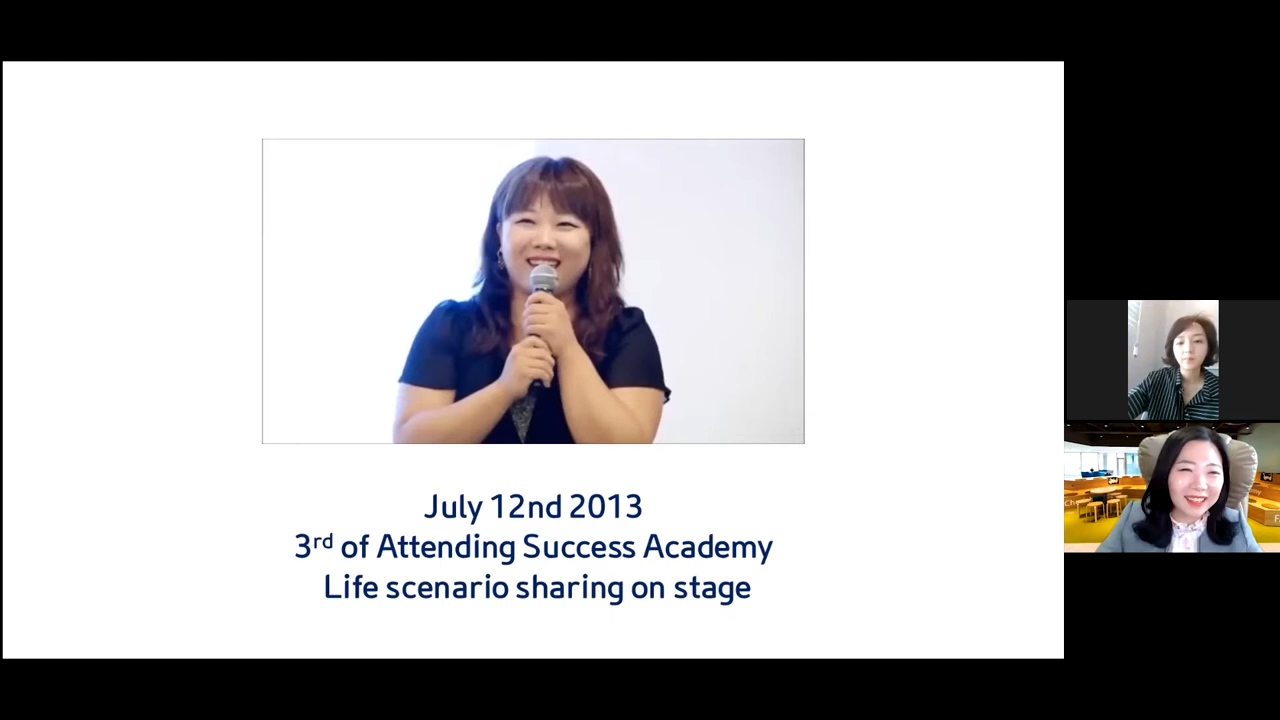 July 12nd 2013
3rd of Attending Success Academy
Life scenario sharing on stage